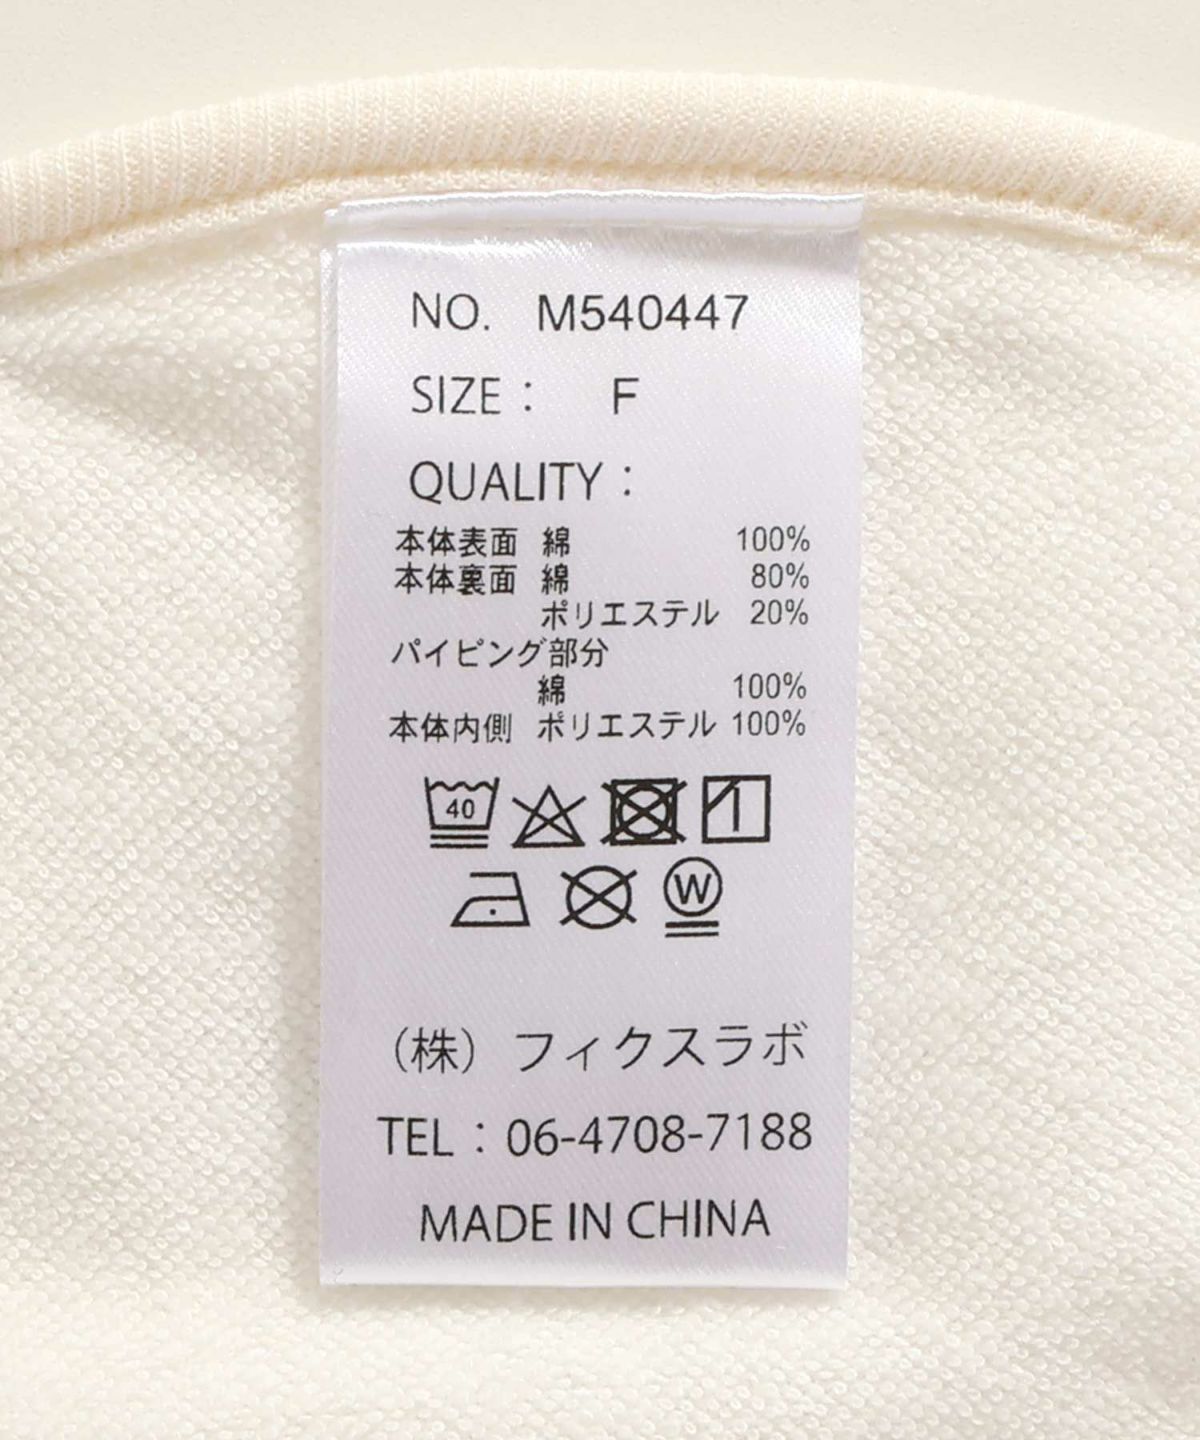 NO. M540447
SIZE： F
QUALITY：
本体表面 綿 100%
本体裏面 綿 80%
ポリエステル 20%
パイピング部分
綿 100%
本体内側 ポリエステル 100%
40
W
（株）フィクスラボ
TEL：06-4708-7188
MADE IN CHINA